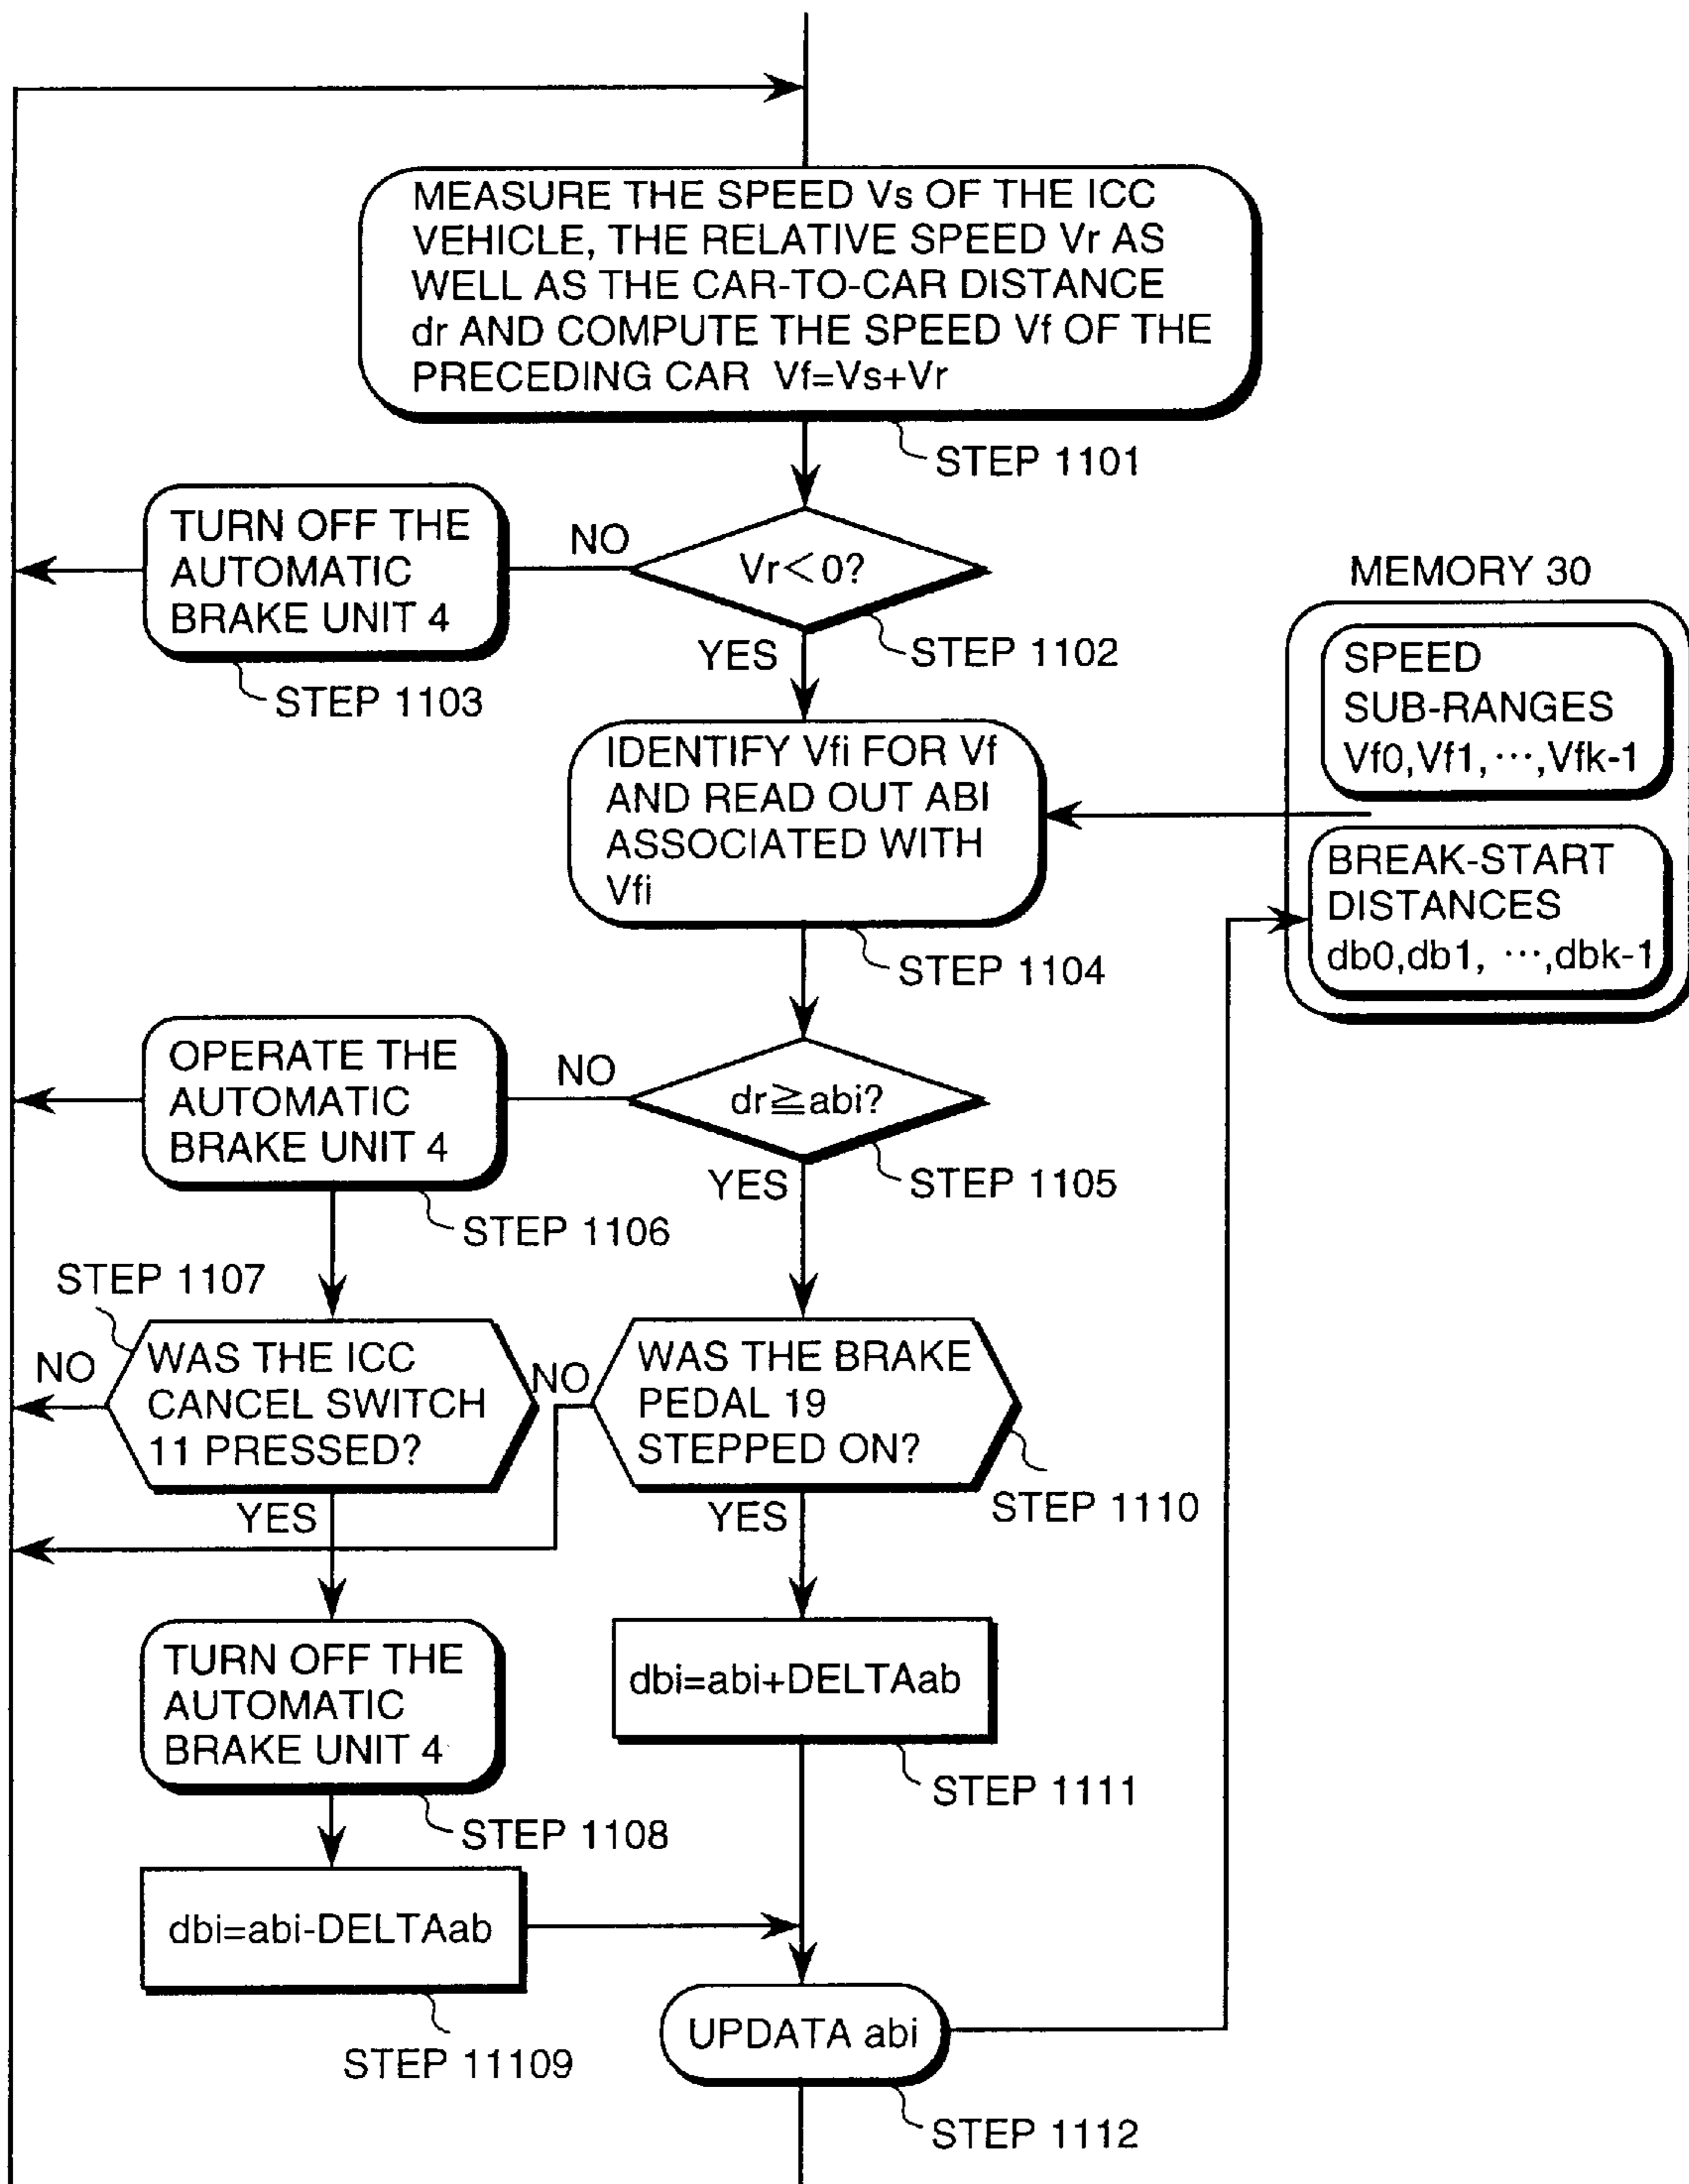 MEASURE THE SPEED Vs OF THE ICC
VEHICLE, THE RELATIVE SPEED Vr AS
WELL AS THE CAR-TO-CAR DISTANCE
dr AND COMPUTE THE SPEED Vf OF THE
PRECEDING CAR Vf=Vs+Vr
STEP 1101
TURN OFF THE
AUTOMATIC
BRAKE UNIT 4
STEP 1103
NO
Vr<0?
YES
STEP 1102
MEMORY 30
SPEED
SUB-RANGES
Vf0,Vf1, ···,Vfk-1
BREAK-START
DISTANCES
db0,db1, ···,dbk-1
IDENTIFY Vfi FOR Vf
AND READ OUT ABI
ASSOCIATED WITH
Vfi
STEP 1104
OPERATE THE
AUTOMATIC
BRAKE UNIT 4
STEP 1106
NO
dr≧abi?
YES
STEP 1105
STEP 1107
NO
WAS THE ICC
CANCEL SWITCH
11 PRESSED?
YES
NO
WAS THE BRAKE
PEDAL 19
STEPPED ON?
YES
STEP 1110
TURN OFF THE
AUTOMATIC
BRAKE UNIT 4
STEP 1108
dbi=abi+DELTAab
STEP 1111
dbi=abi-DELTAab
STEP 11109
UPDATA abi
STEP 1112